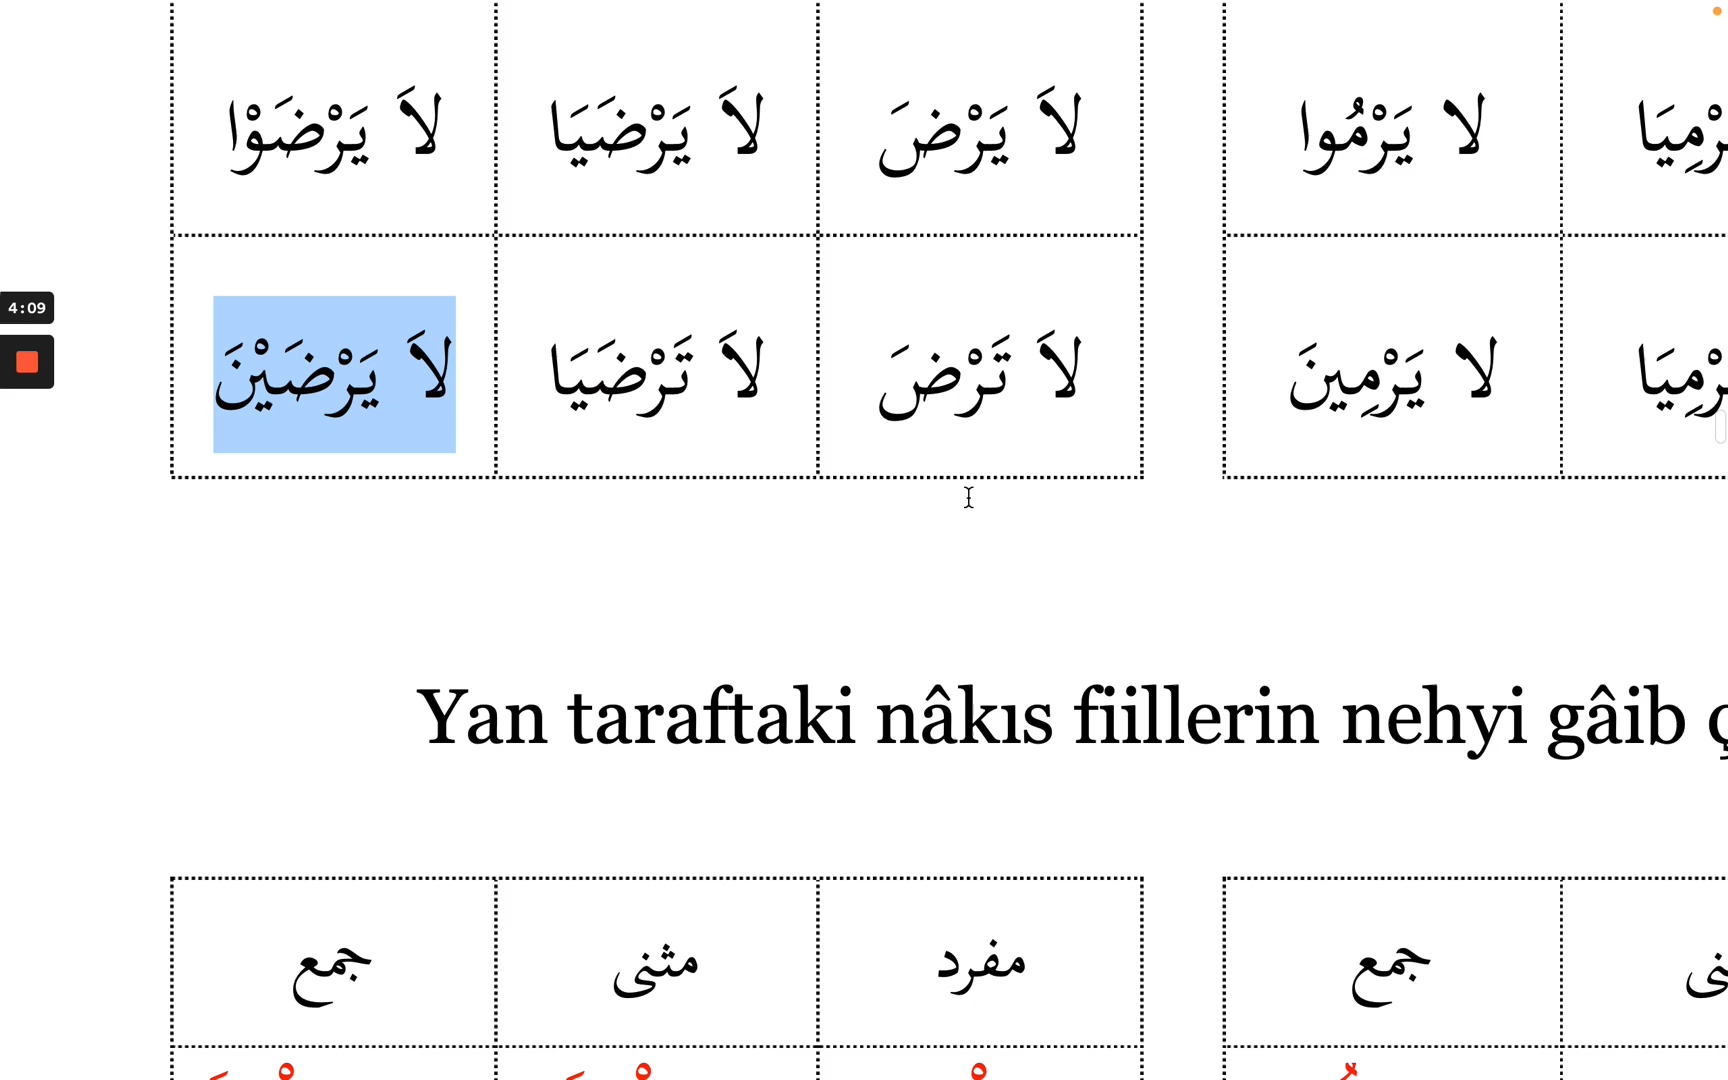 لا يَرْمُوا لاَ يَرْضَ لاَ يَرْضَيَا لاَ يَرْضَوْا
لا يَرْمِينَ لاَ تَرْضَ لاَ تَرْضَيَا لاَ يَرْضَيْنَ
4:09
Yan taraftaki nâkıs fiillerin nehyi gâib
جمع مفرد مثنى جمع